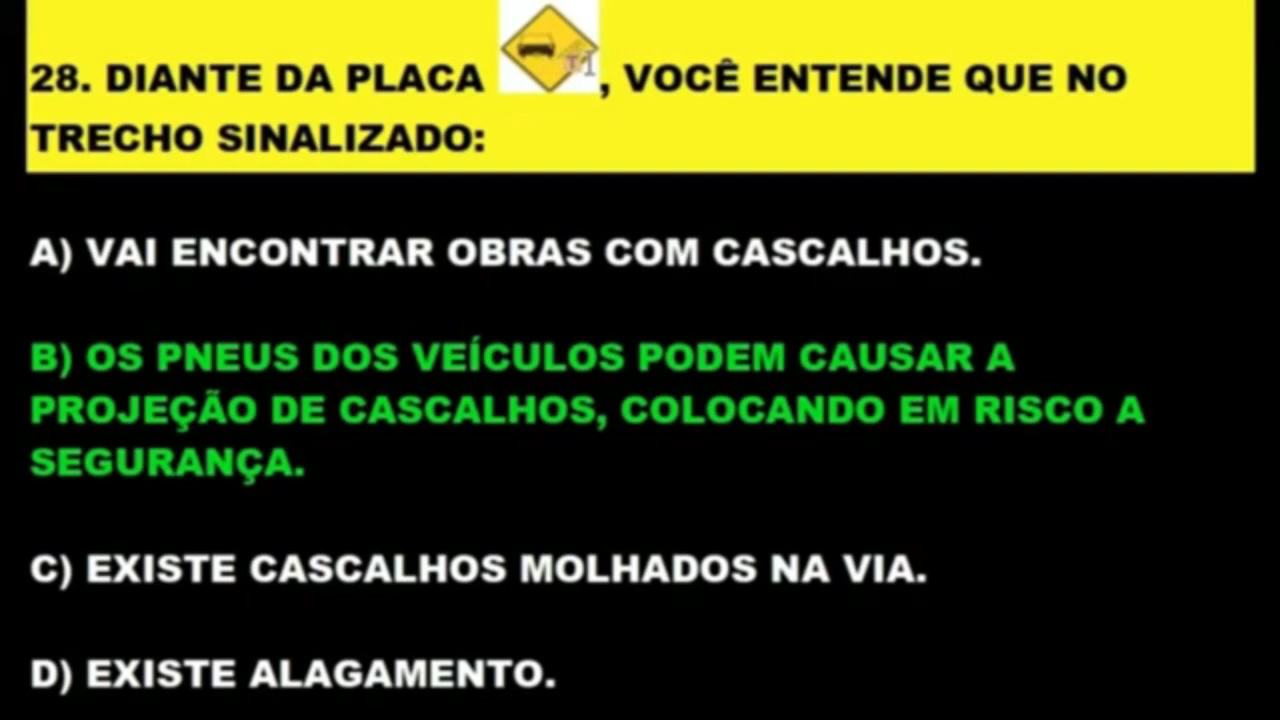 28. DIANTE DA PLACA , VOCÊ ENTENDE QUE NO
TRECHO SINALIZADO:
A) VAI ENCONTRAR OBRAS COM CASCALHOS.
B) OS PNEUS DOS VEÍCULOS PODEM CAUSAR A
PROJEÇÃO DE CASCALHOS, COLOCANDO EM RISCO A
SEGURANÇA.
C) EXISTE CASCALHOS MOLHADOS NA VIA.
D) EXISTE ALAGAMENTO.